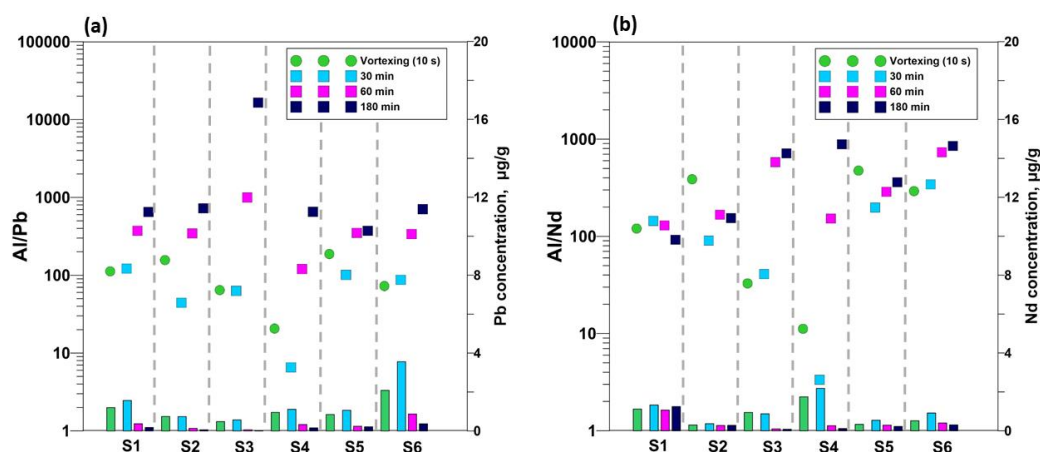 (a)
100000
10000
1000
100
10
1
Al/Pb
20
16
12
8
4
0
Pb concentration, µg/g
Vortexing (10 s)
30 min
60 min
180 min
S1 S2 S3 S4 S5 S6
(b)
10000
1000
100
10
1
Al/Nd
20
16
12
8
4
0
Nd concentration, µg/g
Vortexing (10 s)
30 min
60 min
180 min
S1 S2 S3 S4 S5 S6